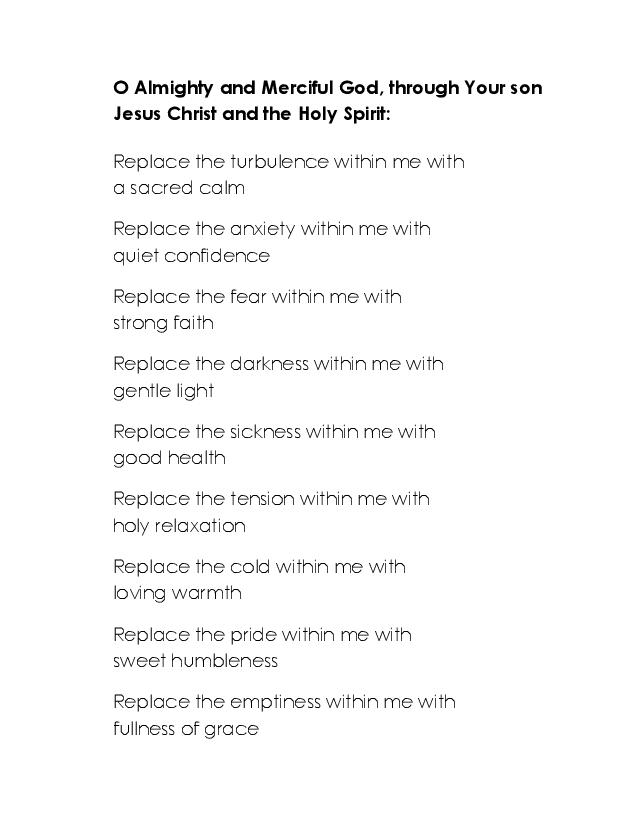 O Almighty and Merciful God, through Your son
Jesus Christ and the Holy Spirit:
Replace the turbulence within me with
a sacred calm
Replace the anxiety within me with
quiet confidence
Replace the fear within me with
strong faith
Replace the darkness within me with
gentle light
Replace the sickness within me with
good health
Replace the tension within me with
holy relaxation
Replace the cold within me with
loving warmth
Replace the pride within me with
sweet humbleness
Replace the emptiness within me with
fullness of grace